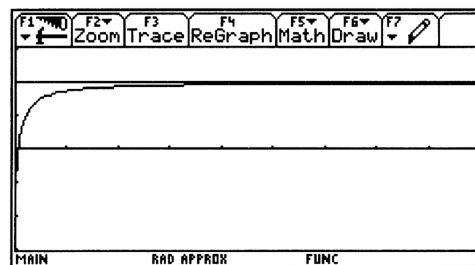 F1 F2 F3 F4 F5 F6 F7
Zoom Trace ReGraph Math Draw
MAIN RAD APPROX FUNC